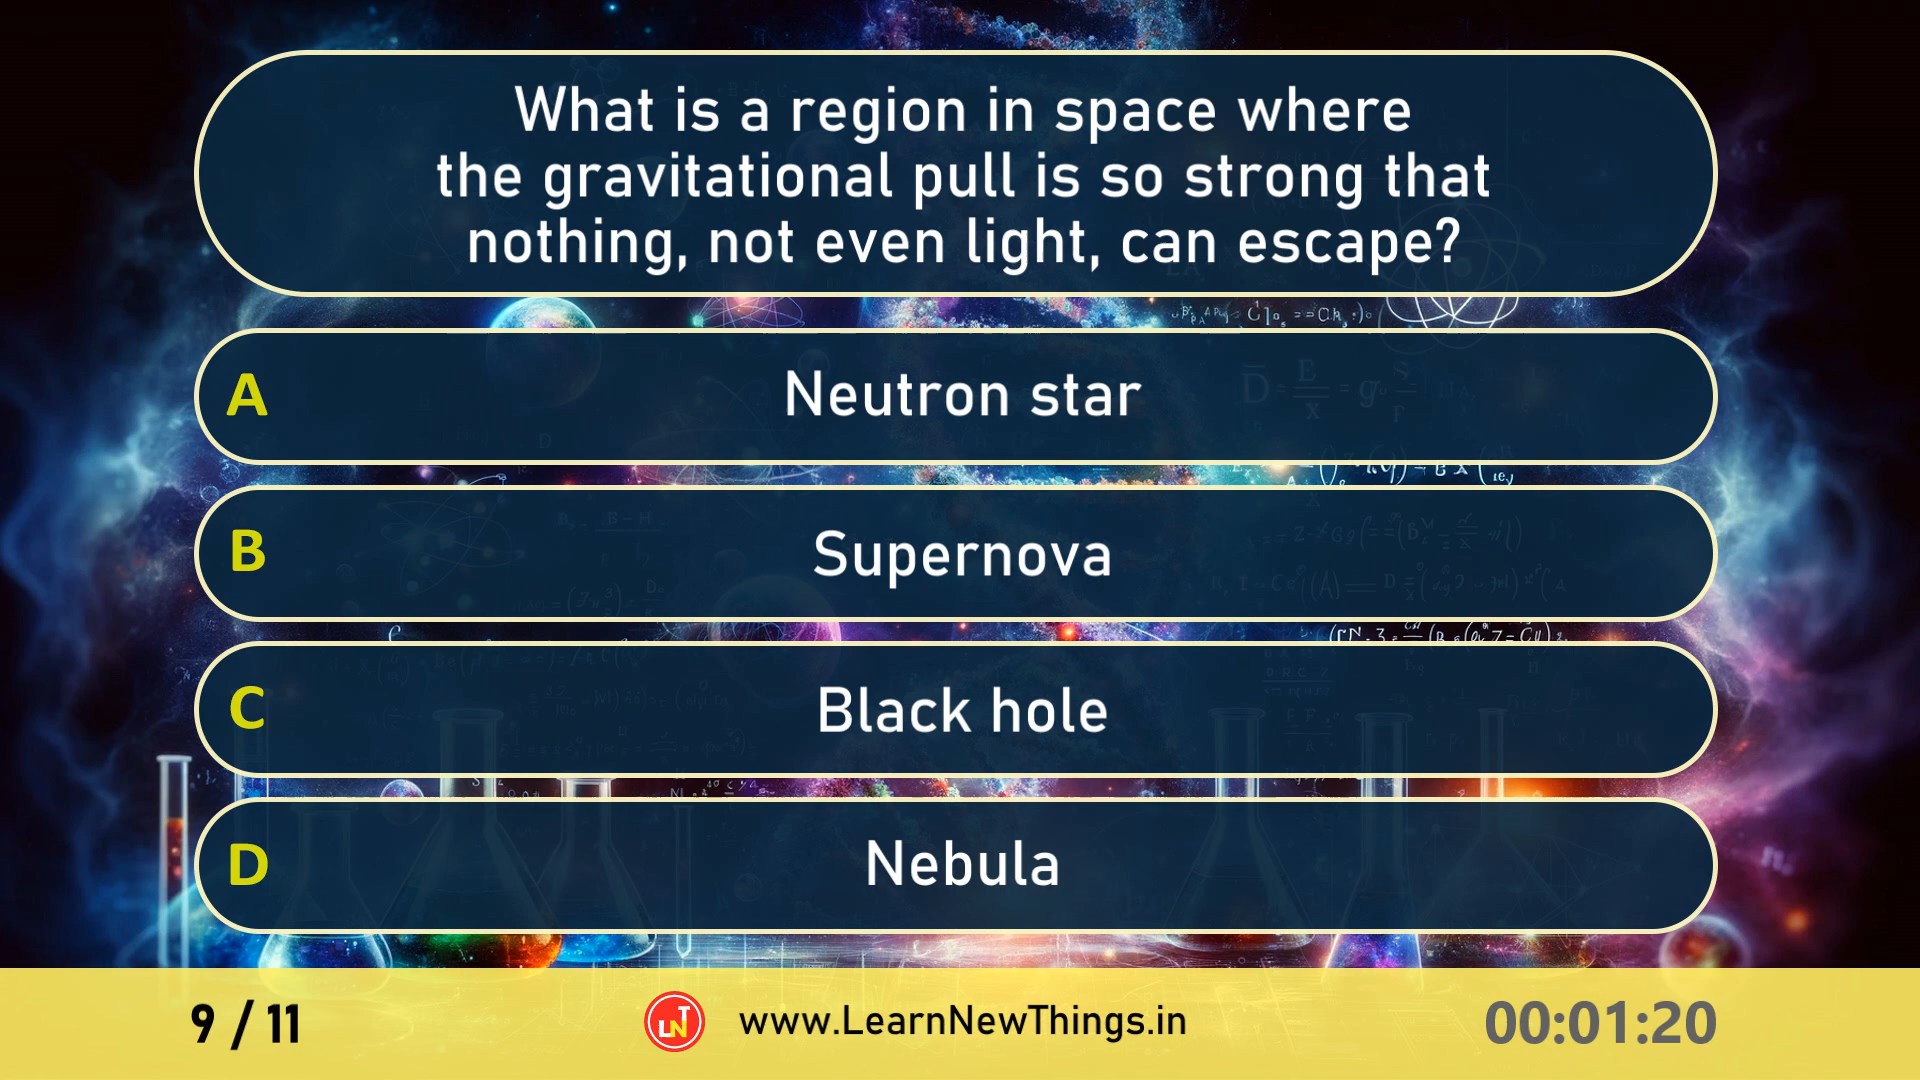 What is a region in space where
the gravitational pull is so strong that
nothing, not even light, can escape?
A Neutron star
B Supernova
C Black hole
D Nebula
9 / 11
LNT
www.LearnNewThings.in
00:01:20